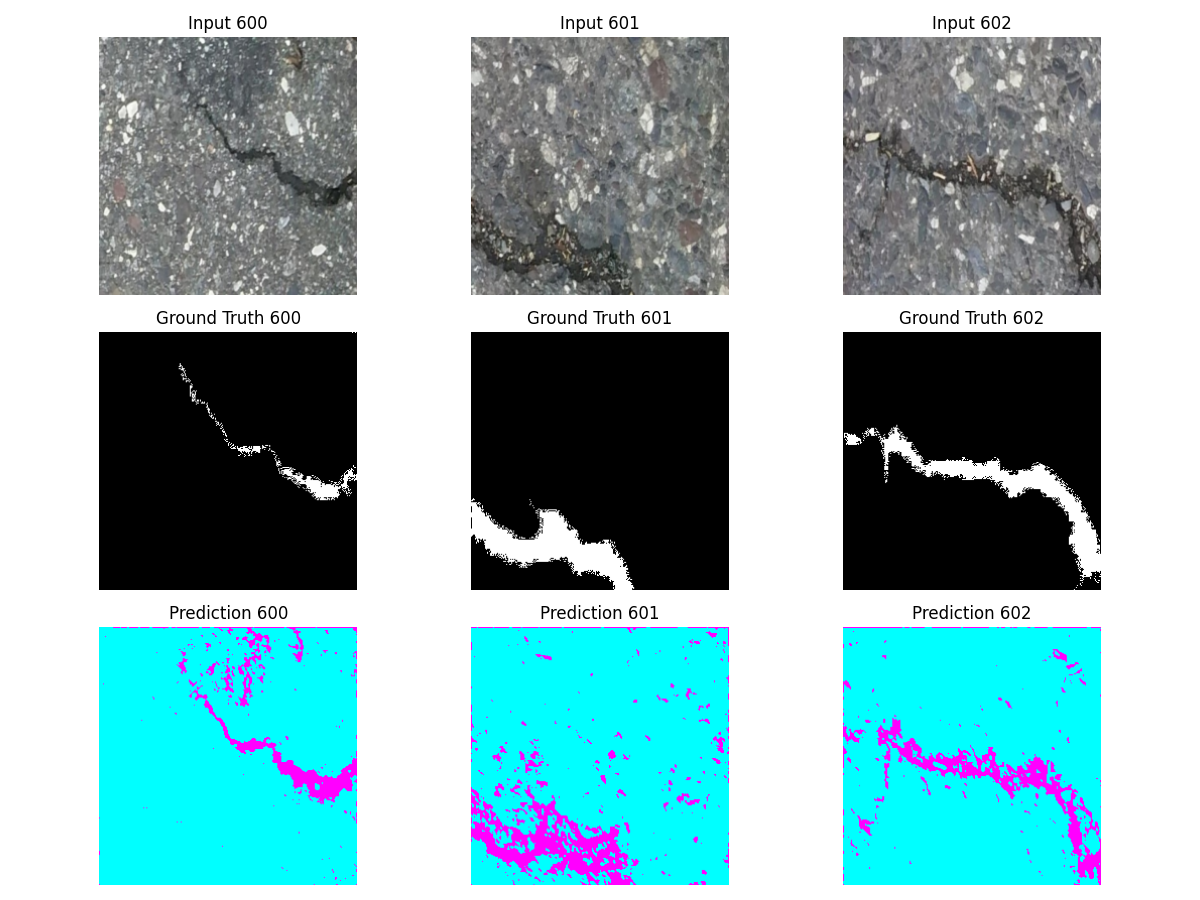 Input 600
Input 601
Input 602
Ground Truth 600
Ground Truth 601
Ground Truth 602
Prediction 600
Prediction 601
Prediction 602